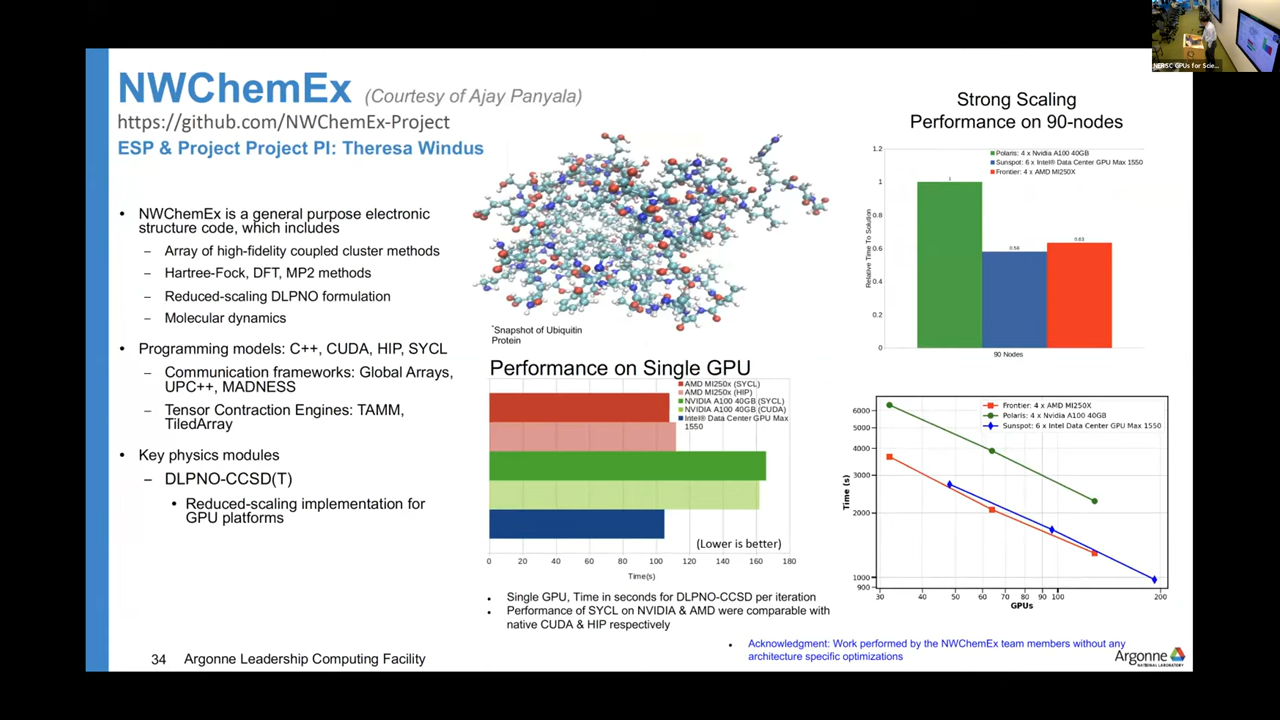 NERSC GPUs for Scie...
NWChemEx (Courtesy of Ajay Panyala)
https://github.com/NWChemEx-Project
ESP & Project Project PI: Theresa Windus
• NWChemEx is a general purpose electronic
structure code, which includes
– Array of high-fidelity coupled cluster methods
– Hartree-Fock, DFT, MP2 methods
– Reduced-scaling DLPNO formulation
– Molecular dynamics
• Programming models: C++, CUDA, HIP, SYCL
– Communication frameworks: Global Arrays,
UPC++, MADNESS
– Tensor Contraction Engines: TAMM,
TiledArray
• Key physics modules
– DLPNO-CCSD(T)
• Reduced-scaling implementation for
GPU platforms
*Snapshot of Ubiquitin
Protein
Performance on Single GPU
AMD MI250x (SYCL)
AMD MI250x (HIP)
NVIDIA A100 40GB (SYCL)
NVIDIA A100 40GB (CUDA)
Intel® Data Center GPU Max
1550
(Lower is better)
0 20 40 60 80 100 120 140 160 180
Time(s)
• Single GPU, Time in seconds for DLPNO-CCSD per iteration
• Performance of SYCL on NVIDIA & AMD were comparable with
native CUDA & HIP respectively
Strong Scaling
Performance on 90-nodes
Polaris: 4 x Nvidia A100 40GB
Sunspot: 6 x Intel® Data Center GPU Max 1550
Frontier: 4 x AMD MI250X
Relative Time To Solution
1.2
1
0.8
0.6
0.4
0.2
0
1
0.58
0.63
90 Nodes
Frontier: 4 x AMD MI250X
Polaris: 4 x Nvidia A100 40GB
Sunspot: 6 x Intel Data Center GPU Max 1550
Time (s)
6000
5000
4000
3000
2000
1000
900
30 40 50 60 70 80 90 100 200
GPUs
• Acknowledgment: Work performed by the NWChemEx team members without any
architecture specific optimizations
34 Argonne Leadership Computing Facility
Argonne
NATIONAL LABORATORY